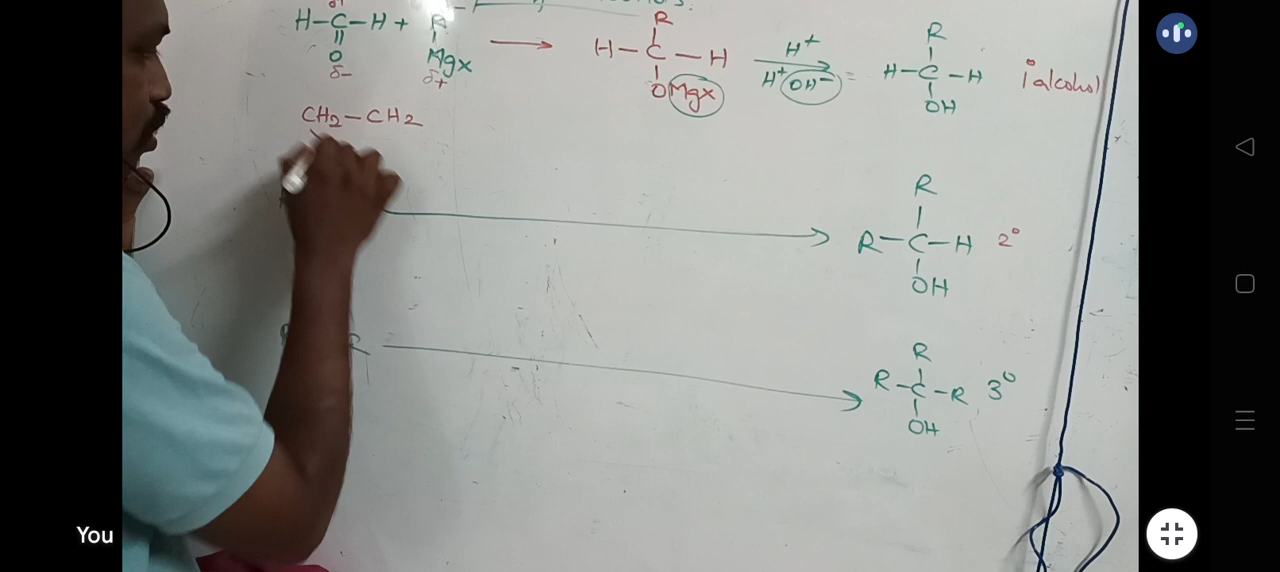 δ+
H–C–H + R
||
O
δ-
MgX
δ+
R
H–C–H
OMgX
H+
H+ OH-
=
R
H–C–H
OH
1° alcohol
CH2–CH2
R
R–C–H 2°
OH
R
R–C–R 3°
OH
You